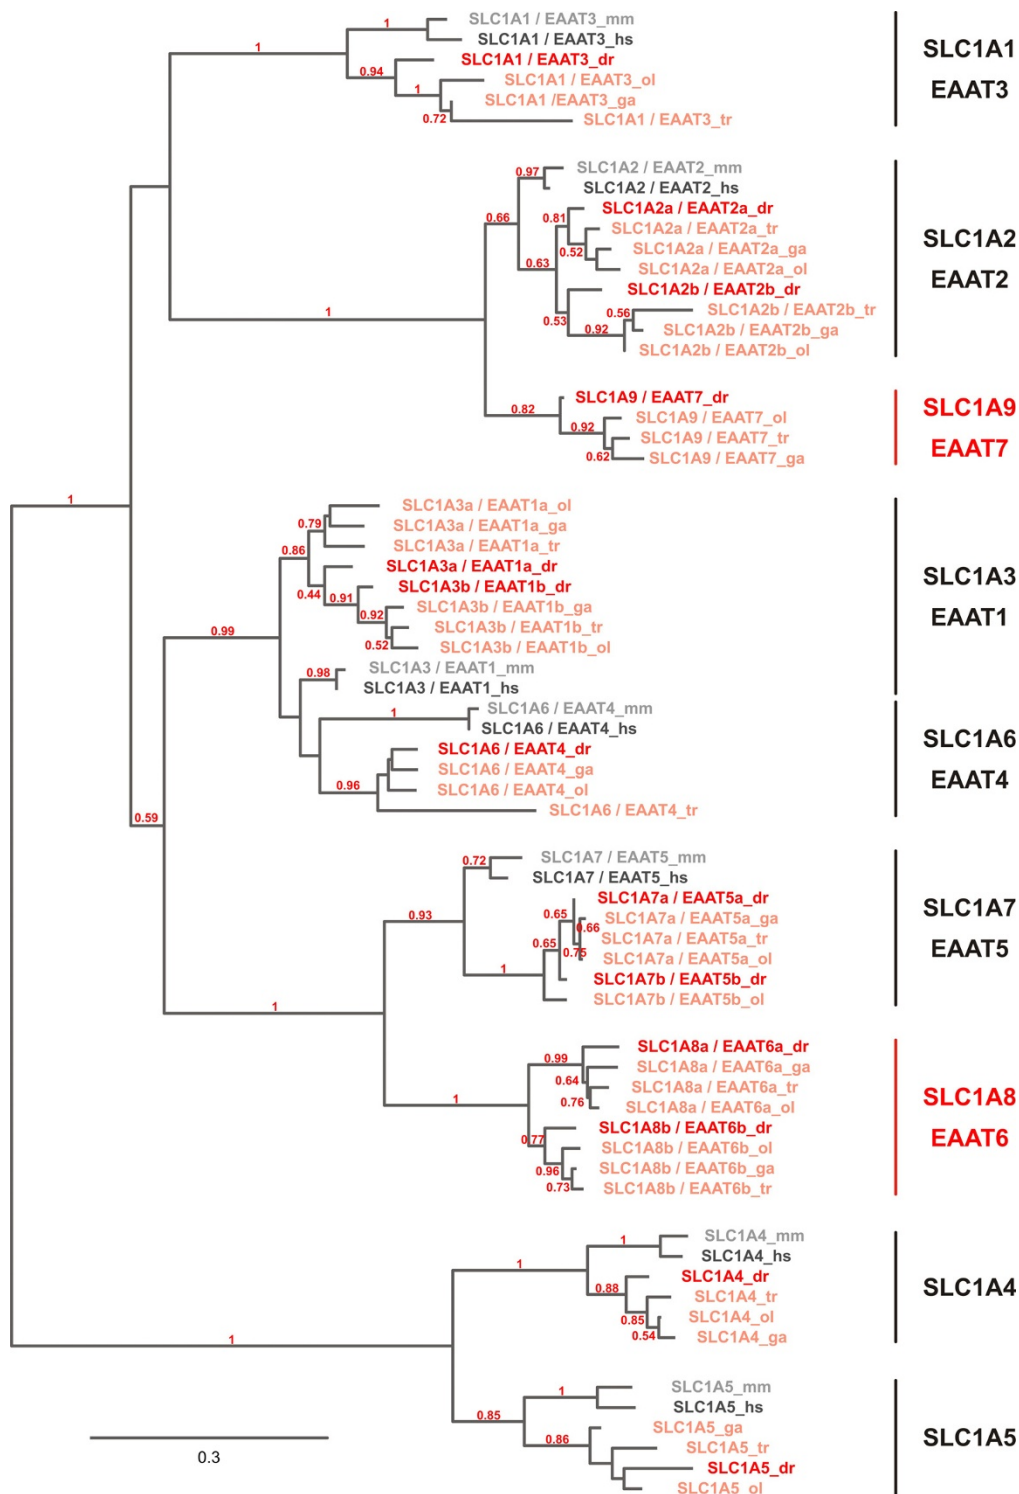 SLC1A1 / EAAT3_mm
1
SLC1A1 / EAAT3_hs
1
SLC1A1 / EAAT3_dr
0.94
SLC1A1 / EAAT3_ol
1
SLC1A1 /EAAT3_ga
0.72
SLC1A1 / EAAT3_tr
SLC1A1
EAAT3
0.97
SLC1A2 / EAAT2_mm
SLC1A2 / EAAT2_hs
0.66
0.81
SLC1A2a / EAAT2a_dr
SLC1A2a / EAAT2a_tr
0.52
SLC1A2a / EAAT2a_ga
0.63
SLC1A2a / EAAT2a_ol
SLC1A2b / EAAT2b_dr
1
0.53
0.56
SLC1A2b / EAAT2b_tr
0.92
SLC1A2b / EAAT2b_ga
SLC1A2b / EAAT2b_ol
SLC1A2
EAAT2
0.82
SLC1A9 / EAAT7_dr
SLC1A9 / EAAT7_ol
0.92
SLC1A9 / EAAT7_tr
0.62
SLC1A9 / EAAT7_ga
SLC1A9
EAAT7
1
SLC1A3a / EAAT1a_ol
0.79
SLC1A3a / EAAT1a_ga
0.86
SLC1A3a / EAAT1a_tr
SLC1A3a / EAAT1a_dr
0.44
0.91
SLC1A3b / EAAT1b_dr
0.92
SLC1A3b / EAAT1b_ga
0.99
SLC1A3b / EAAT1b_tr
0.52
SLC1A3b / EAAT1b_ol
0.98
SLC1A3 / EAAT1_mm
SLC1A3 / EAAT1_hs
SLC1A3
EAAT1
SLC1A6 / EAAT4_mm
1
SLC1A6 / EAAT4_hs
SLC1A6 / EAAT4_dr
SLC1A6 / EAAT4_ga
0.96
SLC1A6 / EAAT4_ol
SLC1A6 / EAAT4_tr
SLC1A6
EAAT4
0.59
0.72
SLC1A7 / EAAT5_mm
SLC1A7 / EAAT5_hs
SLC1A7a / EAAT5a_dr
0.93
0.65
SLC1A7a / EAAT5a_ga
0.66
SLC1A7a / EAAT5a_tr
0.65
0.75
SLC1A7a / EAAT5a_ol
1
SLC1A7b / EAAT5b_dr
SLC1A7b / EAAT5b_ol
SLC1A7
EAAT5
1
SLC1A8a / EAAT6a_dr
0.99
SLC1A8a / EAAT6a_ga
0.64
SLC1A8a / EAAT6a_tr
1
0.76
SLC1A8a / EAAT6a_ol
SLC1A8b / EAAT6b_dr
0.77
SLC1A8b / EAAT6b_ol
0.96
SLC1A8b / EAAT6b_ga
0.73
SLC1A8b / EAAT6b_tr
SLC1A8
EAAT6
SLC1A4_mm
1
SLC1A4_hs
1
SLC1A4_dr
0.88
SLC1A4_tr
0.85
SLC1A4_ol
0.54
SLC1A4_ga
SLC1A4
1
SLC1A5_mm
1
SLC1A5_hs
0.85
SLC1A5_ga
0.86
SLC1A5_tr
SLC1A5_dr
SLC1A5_ol
SLC1A5
0.3